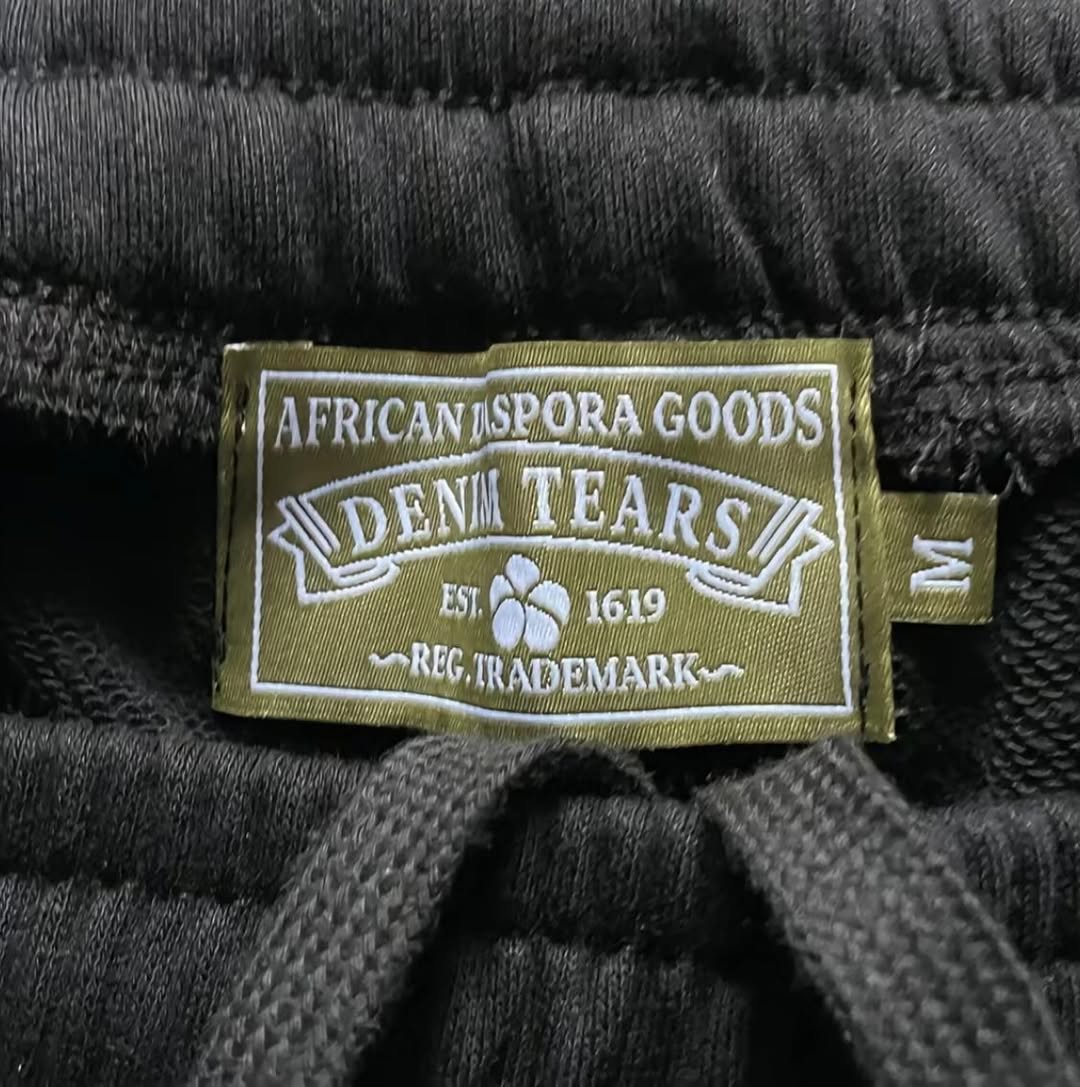 AFRICAN DIASPORA GOODS
DENIM TEARS
EST. 1619
REG. TRADEMARK
M